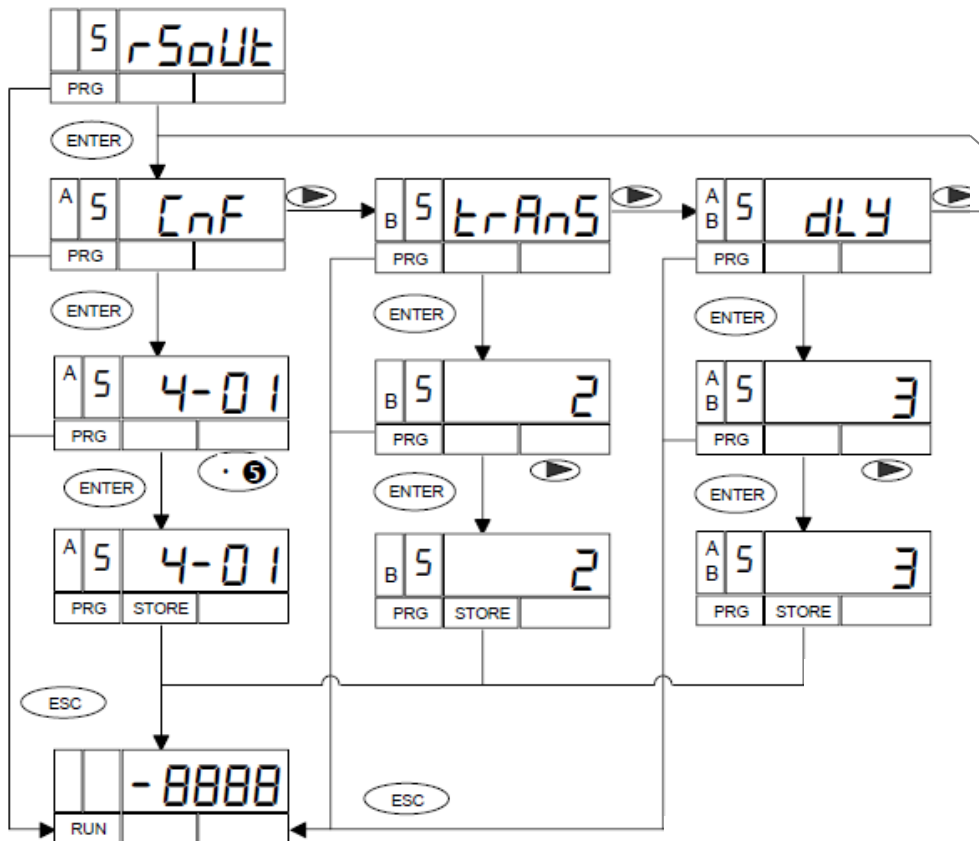 5 rSoUt
PRG
ENTER
A 5 CnF
B 5 trAnS
A B 5 dLY
PRG
PRG
PRG
ENTER
ENTER
ENTER
A 5 4-01
B 5 2
A B 5 3
PRG
PRG
PRG
· 5
ENTER
ENTER
ENTER
A 5 4-01
B 5 2
A B 5 3
PRG STORE
PRG STORE
PRG STORE
ESC
-8888
ESC
RUN